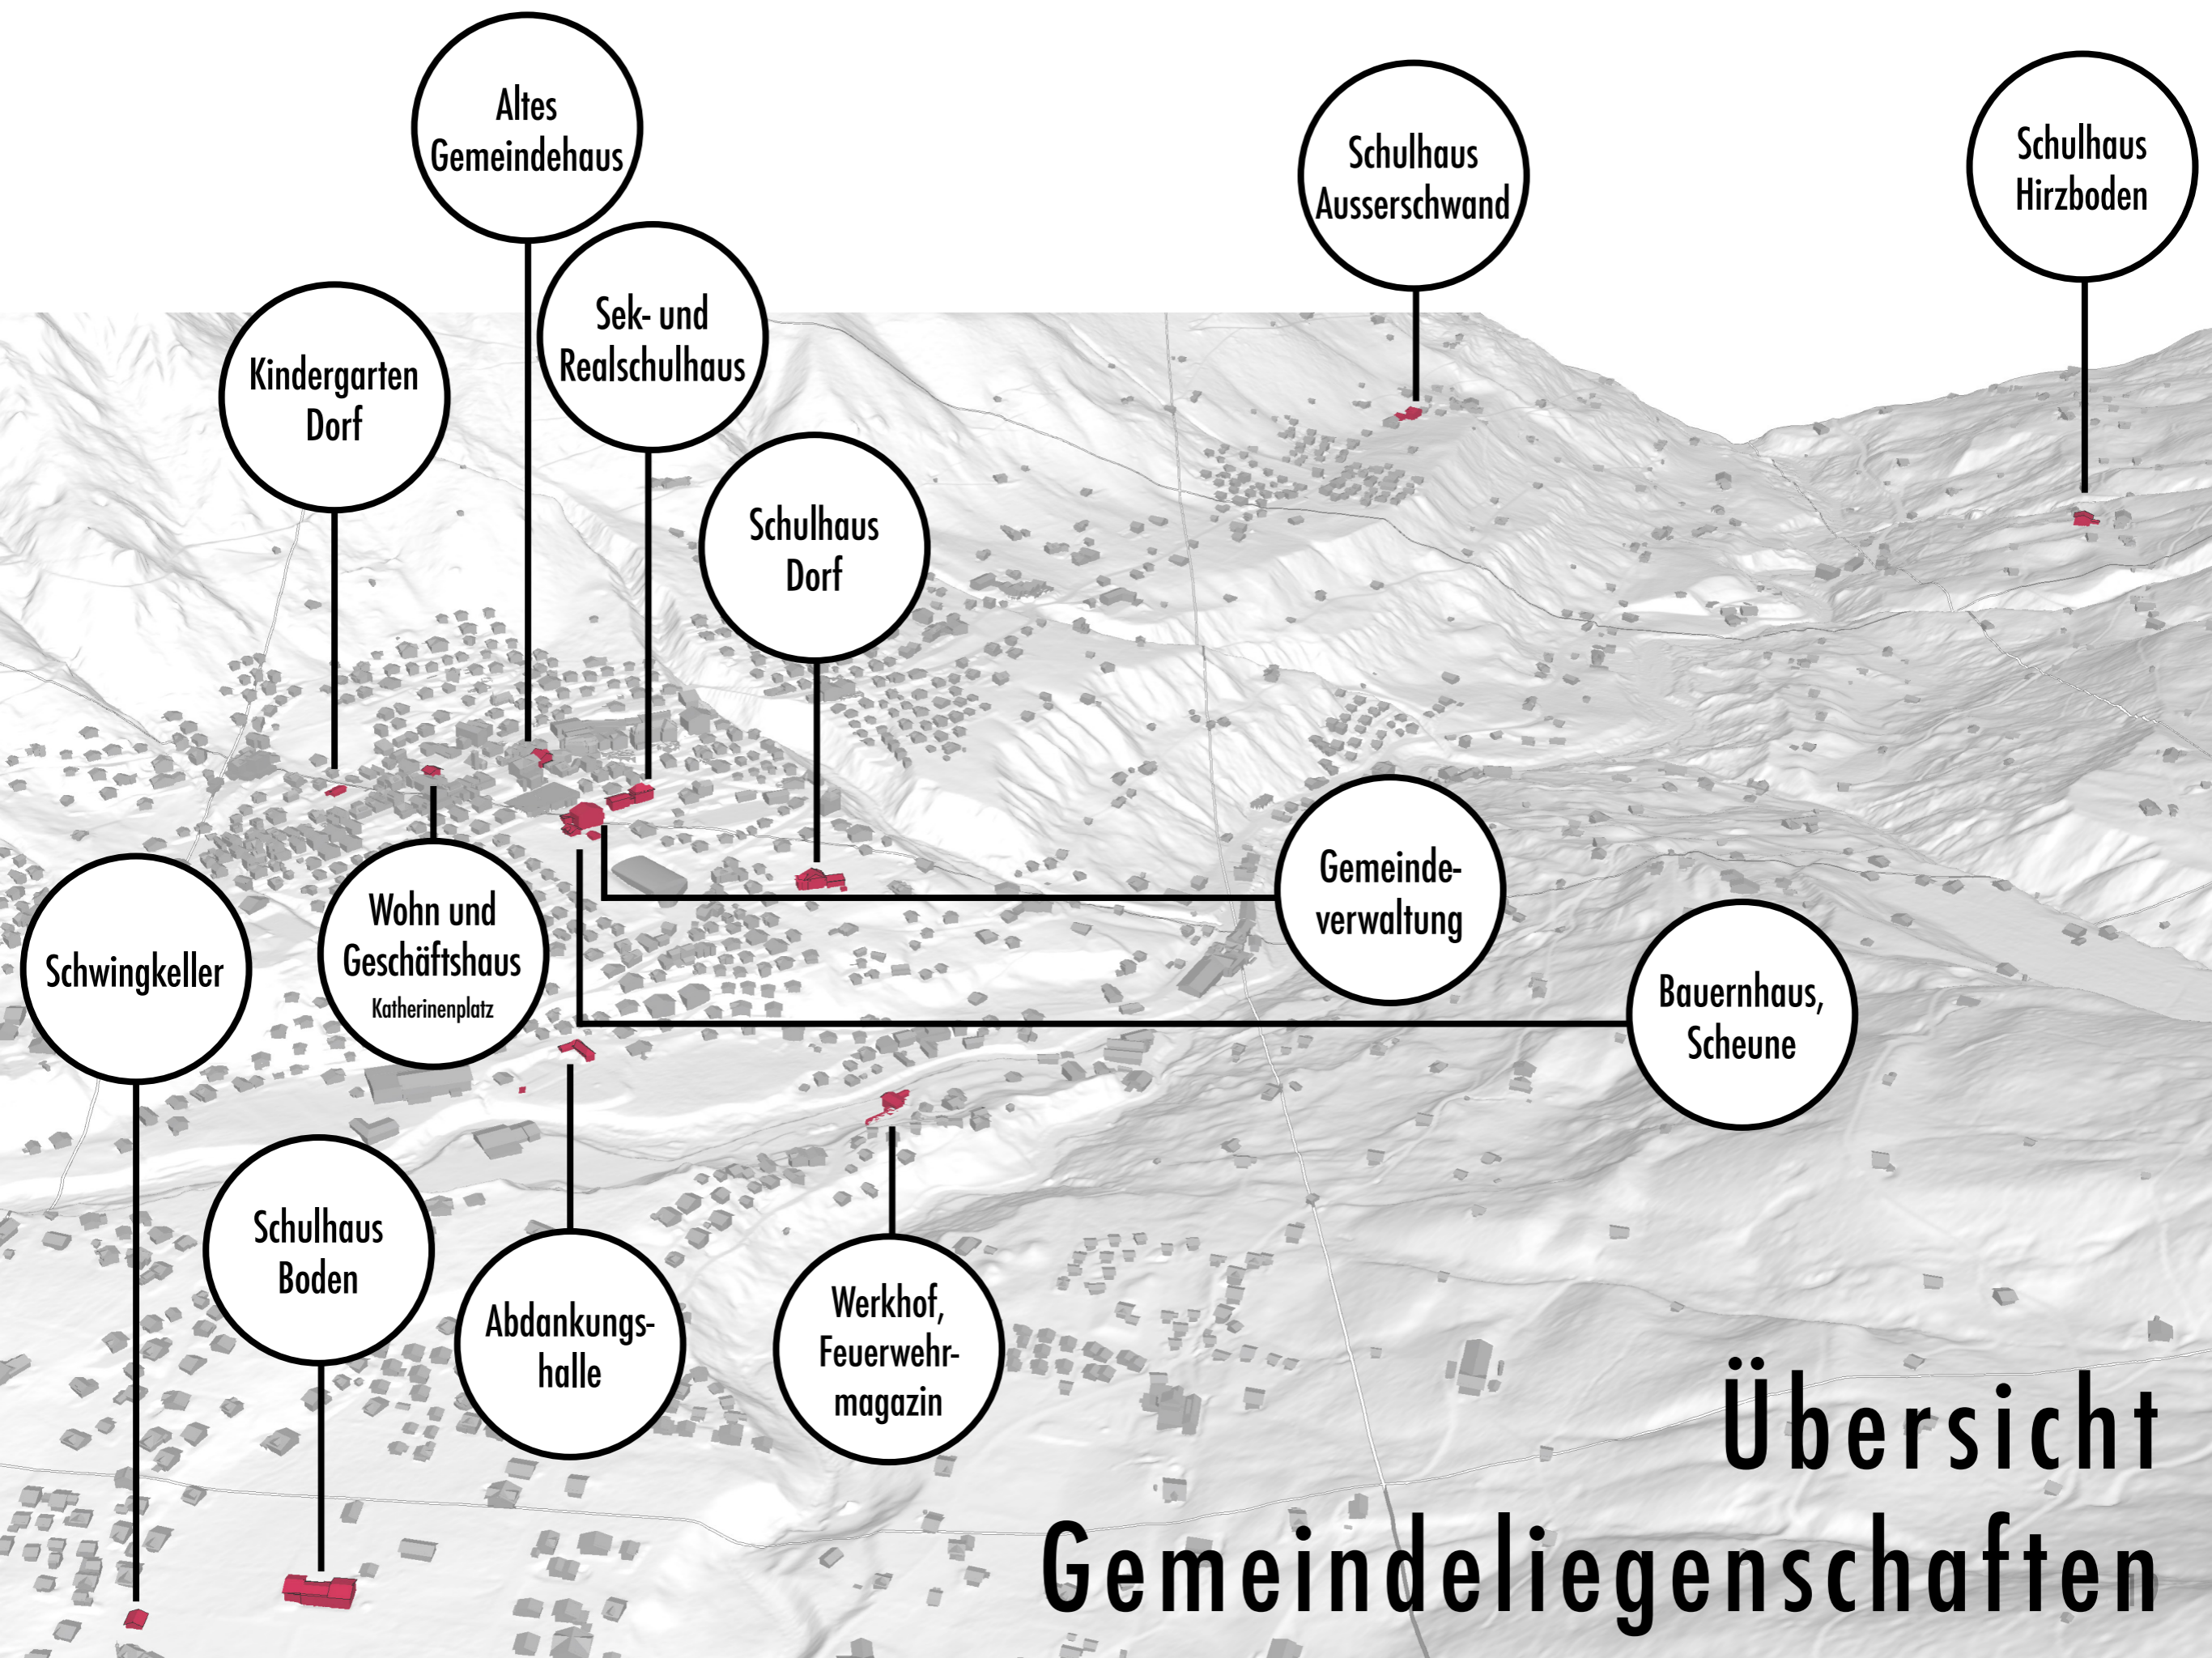 Altes
Gemeindehaus
Schulhaus
Ausserschwand
Schulhaus
Hirzboden
Sek- und
Realschulhaus
Kindergarten
Dorf
Schulhaus
Dorf
Gemeinde-
verwaltung
Wohn und
Geschäftshaus
Katherinenplatz
Schwingkeller
Bauernhaus,
Scheune
Schulhaus
Boden
Abdankungs-
halle
Werkhof,
Feuerwehr-
magazin
Übersicht
Gemeindeliegenschaften